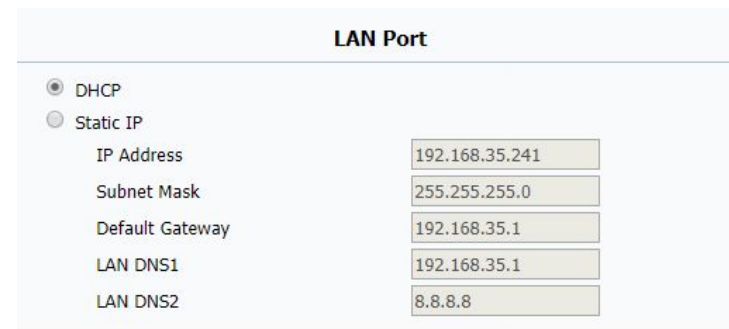 LAN Port
DHCP
Static IP
IP Address 192.168.35.241
Subnet Mask 255.255.255.0
Default Gateway 192.168.35.1
LAN DNS1 192.168.35.1
LAN DNS2 8.8.8.8